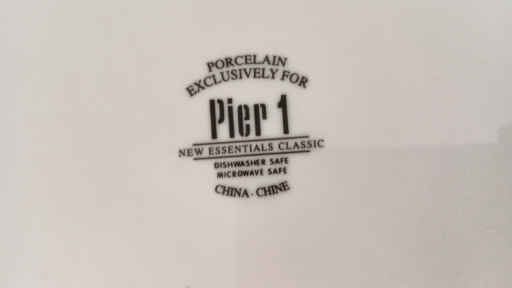 PORCELAIN
EXCLUSIVELY FOR
Pier 1
NEW ESSENTIALS CLASSIC
DISHWASHER SAFE
MICROWAVE SAFE
CHINA · CHINE